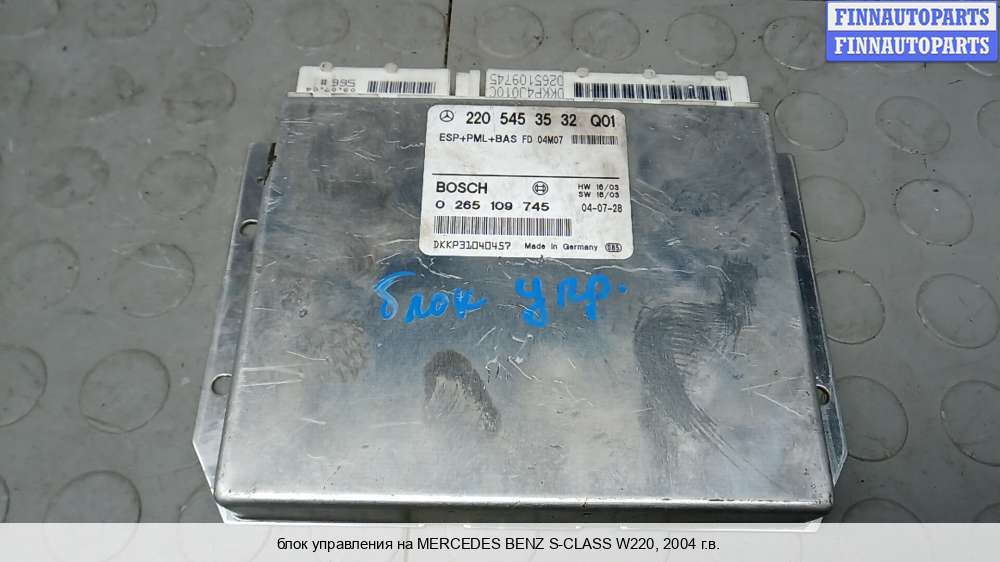 FINNAUTOPARTS
FINNAUTOPARTS
DKKP4J010C
0265109745
220 545 35 32 Q01
ESP+PML+BAS FD 04M07
BOSCH
HW 16/03
SW 16/03
0 265 109 745
04-07-28
DKKP31040457 Made in Germany
блок упр.
блок управления на MERCEDES BENZ S-CLASS W220, 2004 г.в.